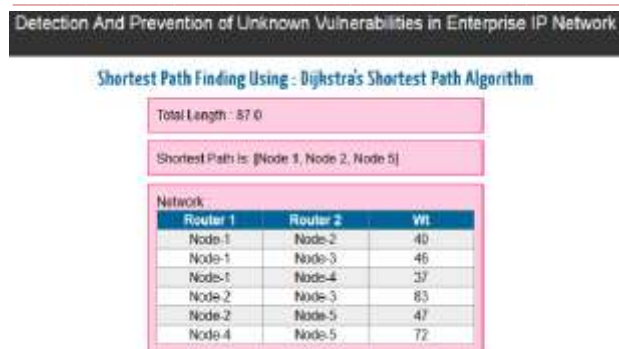 Detection And Prevention of Unknown Vulnerabilities in Enterprise IP Network
Shortest Path Finding Using : Dijkstra's Shortest Path Algorithm
Total Length : 87.0
Shortest Path Is: [Node 1, Node 2, Node 5]
Network
Router 1 Router 2 Wt
Node-1 Node-2 40
Node-1 Node-3 46
Node-1 Node-4 37
Node-2 Node-3 83
Node-2 Node-5 47
Node-4 Node-5 72